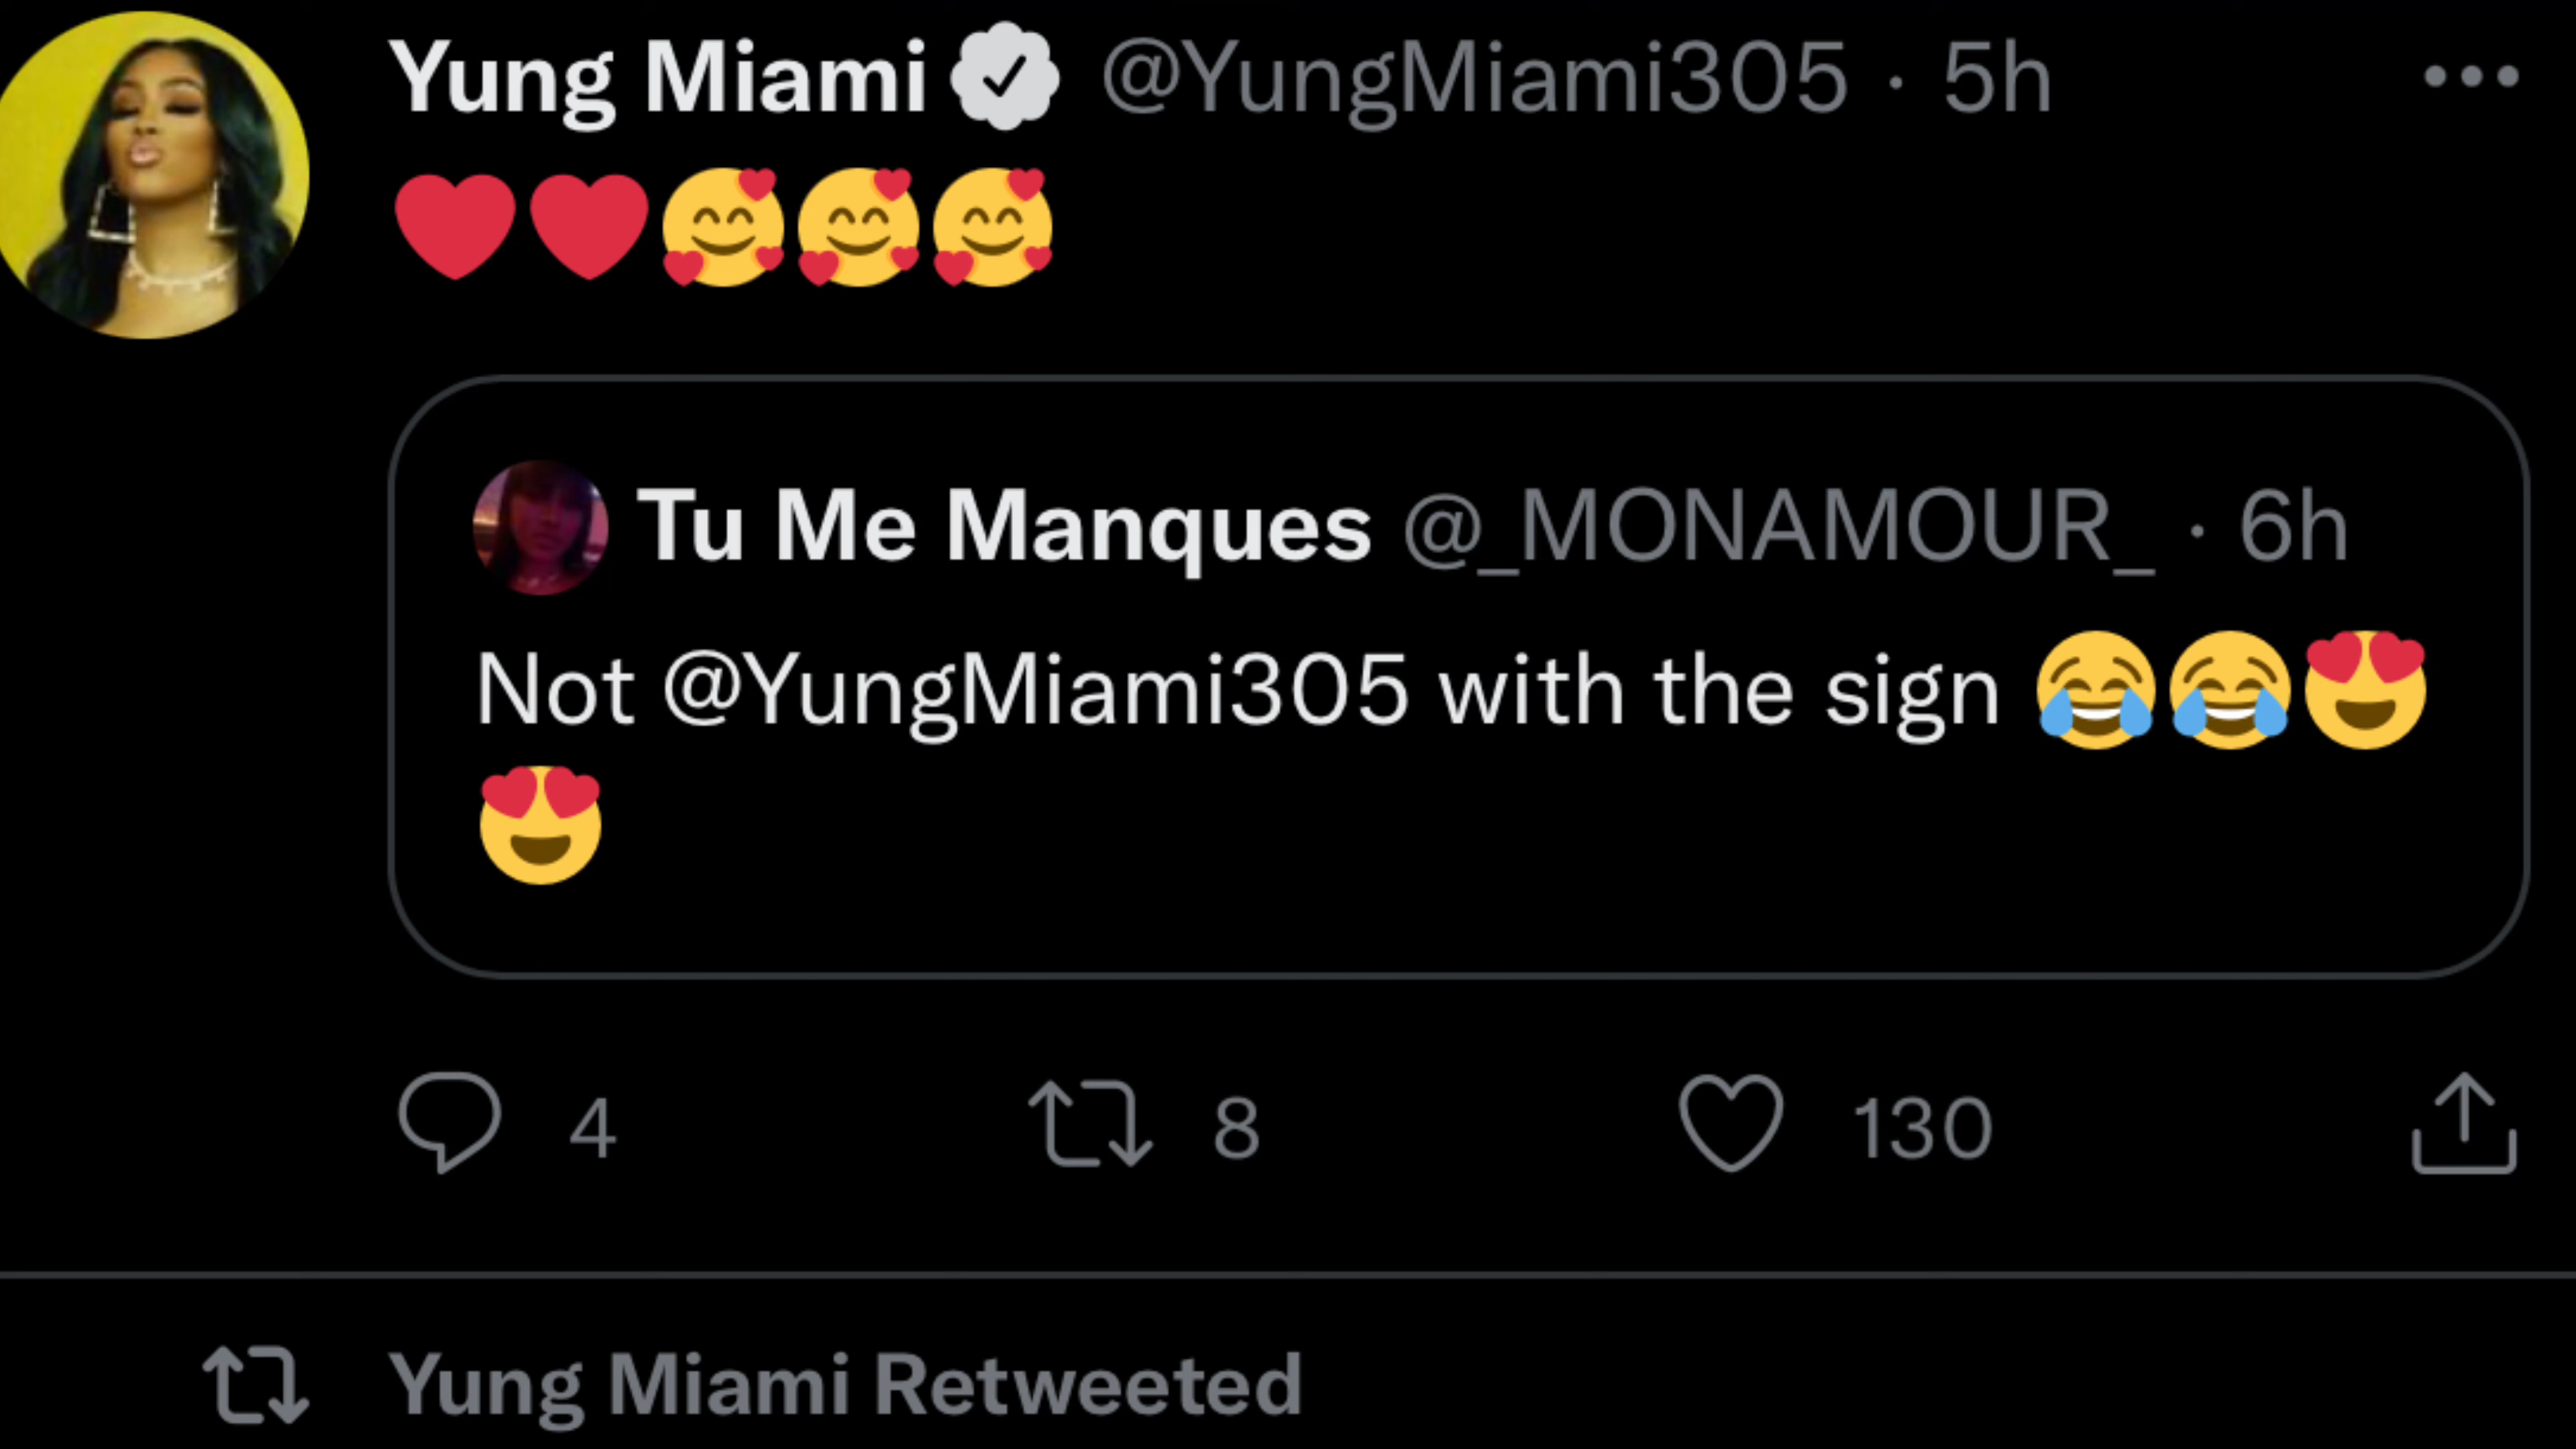 Yung Miami @YungMiami305 · 5h
❤️❤️🥰🥰🥰
Tu Me Manques @_MONAMOUR_ · 6h
Not @YungMiami305 with the sign 😂😂😍
😍
4 8 130
Yung Miami Retweeted